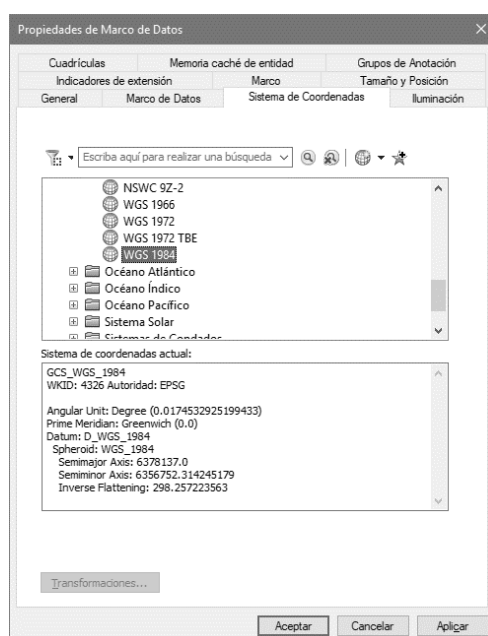 Propiedades de Marco de Datos
Cuadrículas Memoria caché de entidad Grupos de Anotación
Indicadores de extensión Marco Tamaño y Posición
General Marco de Datos Sistema de Coordenadas Iluminación
Escriba aquí para realizar una búsqueda
NSWC 9Z-2
WGS 1966
WGS 1972
WGS 1972 TBE
WGS 1984
Océano Atlántico
Océano Índico
Océano Pacífico
Sistema Solar
Sistemas de Condados
Sistema de coordenadas actual:
GCS_WGS_1984
WKID: 4326 Autoridad: EPSG
Angular Unit: Degree (0.0174532925199433)
Prime Meridian: Greenwich (0.0)
Datum: D_WGS_1984
Spheroid: WGS_1984
Semimajor Axis: 6378137.0
Semiminor Axis: 6356752.314245179
Inverse Flattening: 298.257223563
Transformaciones...
Aceptar Cancelar Aplicar